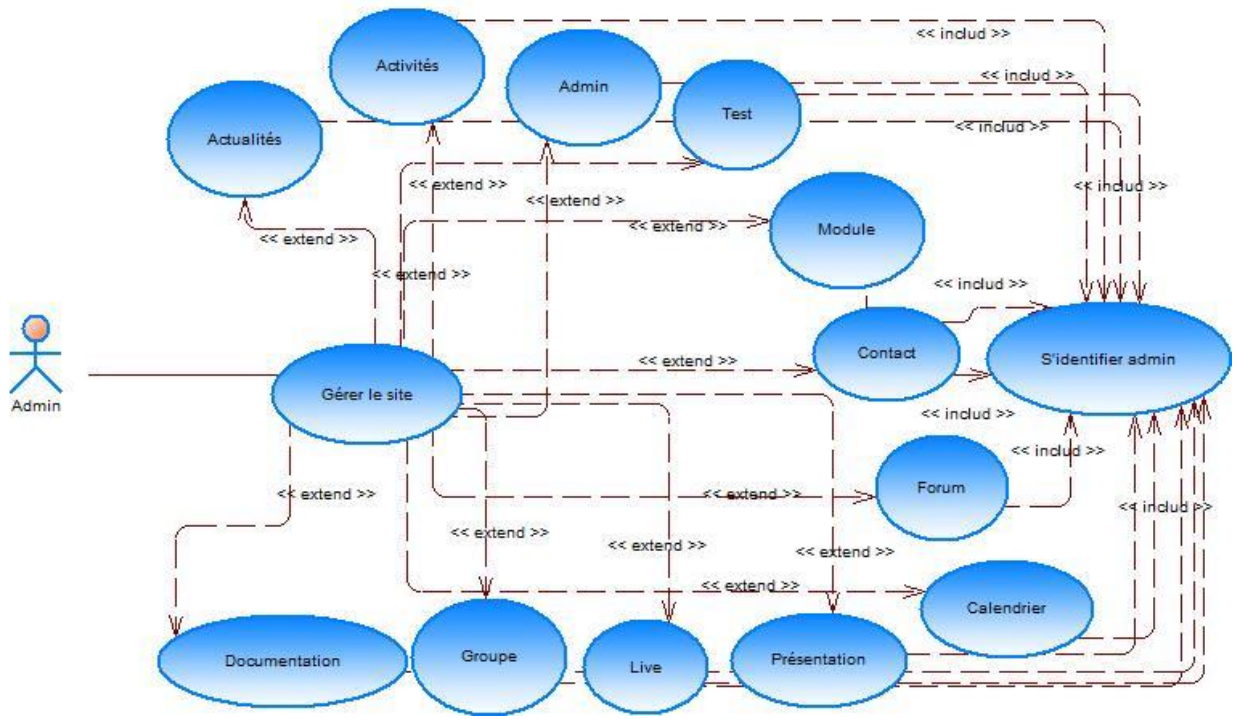 << includ >>
Activités
Admin
<< includ >>
Test
Actualités
<< includ >>
<< extend >>
<< includ >>
<< extend >>
Module
<< extend >>
<< extend >>
<< extend >>
<< includ >>
Contact
S'identifier admin
<< extend >>
Gérer le site
Admin
<< includ >>
<< includ >>
<< extend >>
Forum
<< extend >>
<< includ >>
<< extend >>
<< extend >>
<< extend >>
<< extend >>
Calendrier
Documentation
Groupe
Live
Présentation